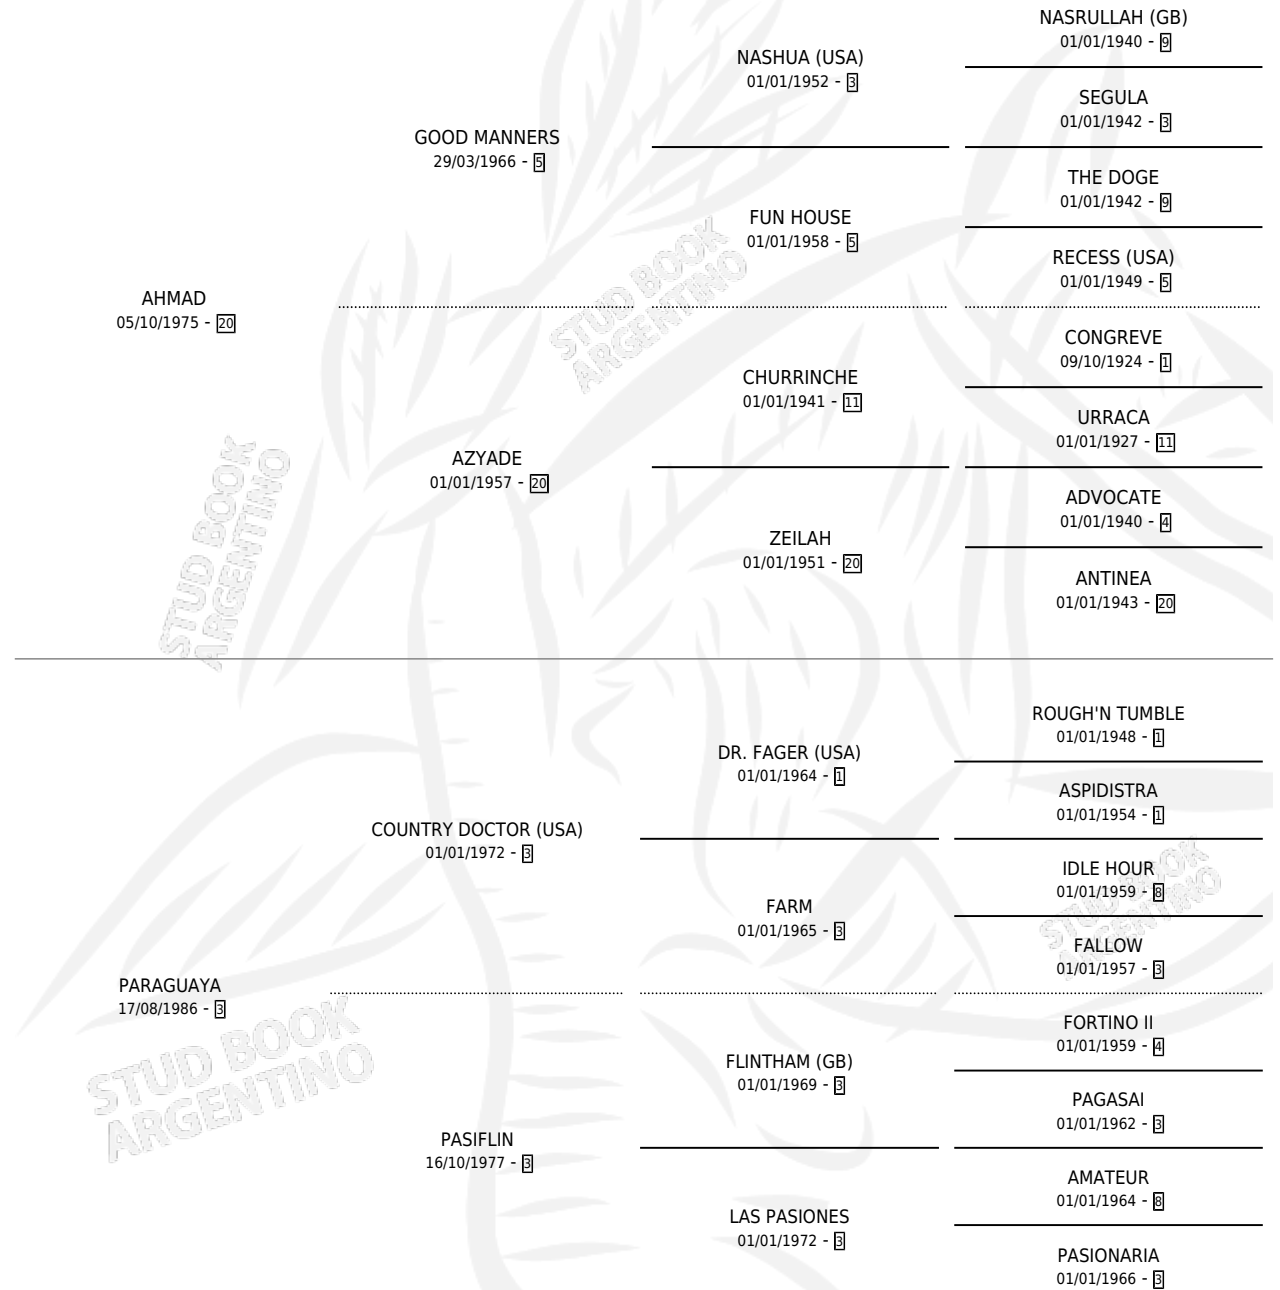 NASRULLAH (GB)
01/01/1940 - 9
NASHUA (USA)
01/01/1952 - 3
SEGULA
01/01/1942 - 3
GOOD MANNERS
29/03/1966 - 5
THE DOGE
01/01/1942 - 9
FUN HOUSE
01/01/1958 - 5
RECESS (USA)
01/01/1949 - 5
AHMAD
05/10/1975 - 20
CONGREVE
09/10/1924 - 1
CHURRINCHE
01/01/1941 - 11
URRACA
01/01/1927 - 11
AZYADE
01/01/1957 - 20
ADVOCATE
01/01/1940 - 4
ZEILAH
01/01/1951 - 20
ANTINEA
01/01/1943 - 20
STUD BOOK
ARGENTINO
STUD BOOK
ARGENTINO
ROUGH'N TUMBLE
01/01/1948 - 1
DR. FAGER (USA)
01/01/1964 - 1
ASPIDISTRA
01/01/1954 - 1
COUNTRY DOCTOR (USA)
01/01/1972 - 3
IDLE HOUR
01/01/1959 - 8
FARM
01/01/1965 - 3
FALLOW
01/01/1957 - 3
PARAGUAYA
17/08/1986 - 3
FORTINO II
01/01/1959 - 4
FLINTHAM (GB)
01/01/1969 - 3
PAGASAI
01/01/1962 - 3
PASIFLIN
16/10/1977 - 3
AMATEUR
01/01/1964 - 8
LAS PASIONES
01/01/1972 - 3
PASIONARIA
01/01/1966 - 3
STUD BOOK
ARGENTINO
STUD BOOK
ARGENTINO